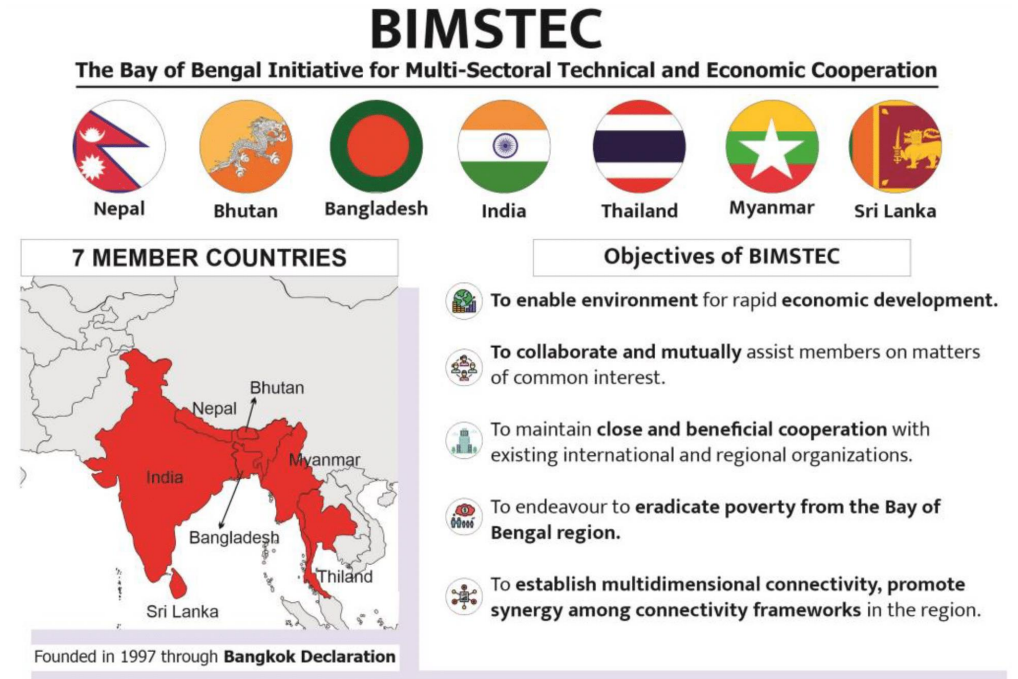 BIMSTEC
The Bay of Bengal Initiative for Multi-Sectoral Technical and Economic Cooperation
Nepal
Bhutan
Bangladesh
India
Thailand
Myanmar
Sri Lanka
7 MEMBER COUNTRIES
Bhutan
Nepal
Myanmar
India
Bangladesh
Thiland
Sri Lanka
Founded in 1997 through Bangkok Declaration
Objectives of BIMSTEC
To enable environment for rapid economic development.
To collaborate and mutually assist members on matters
of common interest.
To maintain close and beneficial cooperation with
existing international and regional organizations.
To endeavour to eradicate poverty from the Bay of
Bengal region.
To establish multidimensional connectivity, promote
synergy among connectivity frameworks in the region.